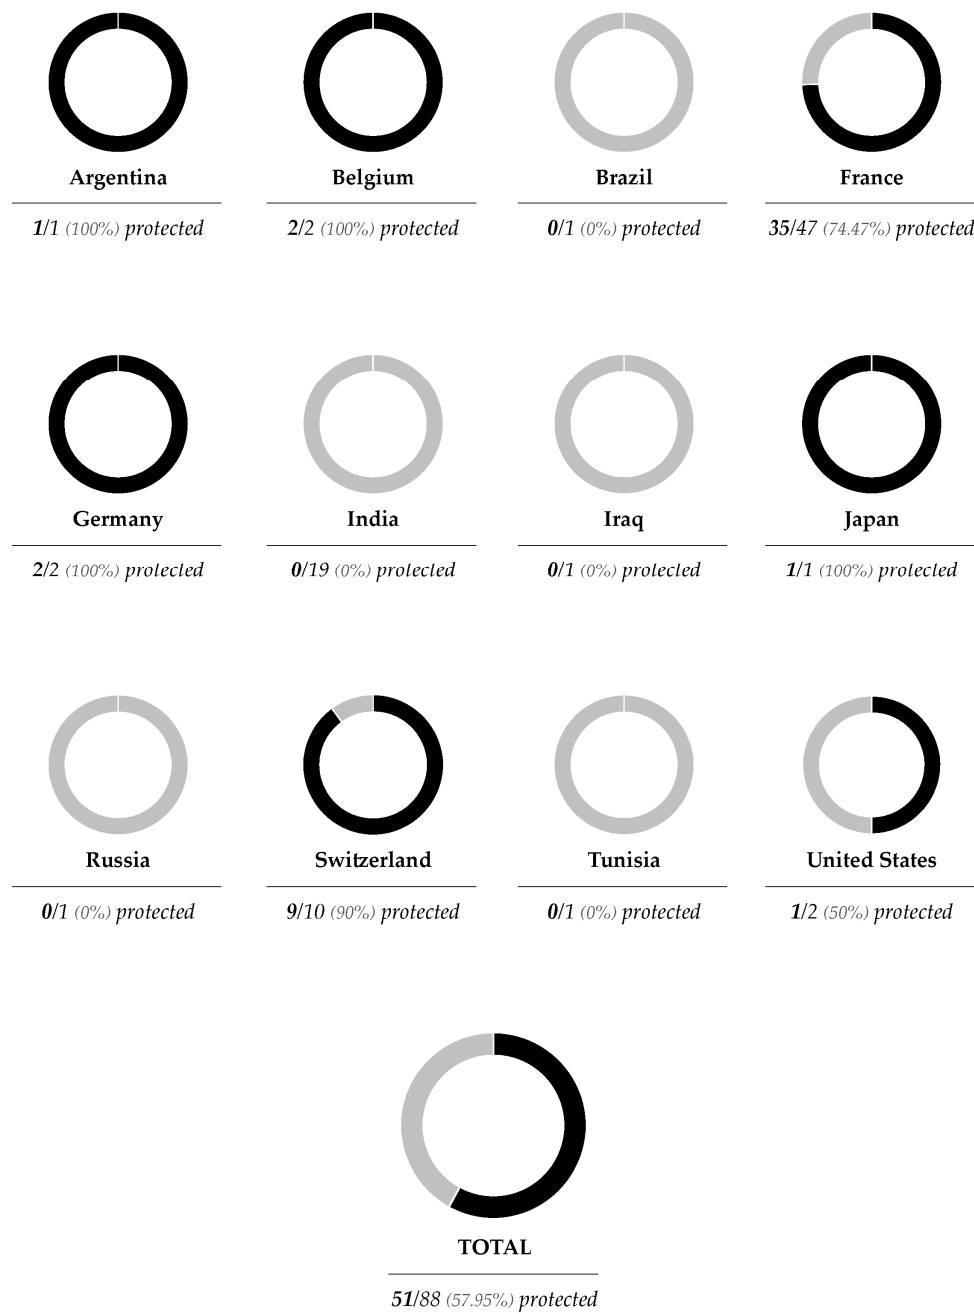 Argentina
1/1 (100%) protected
Belgium
2/2 (100%) protected
Brazil
0/1 (0%) protected
France
35/47 (74.47%) protected
Germany
2/2 (100%) protected
India
0/19 (0%) protected
Iraq
0/1 (0%) protected
Japan
1/1 (100%) protected
Russia
0/1 (0%) protected
Switzerland
9/10 (90%) protected
Tunisia
0/1 (0%) protected
United States
1/2 (50%) protected
TOTAL
51/88 (57.95%) protected